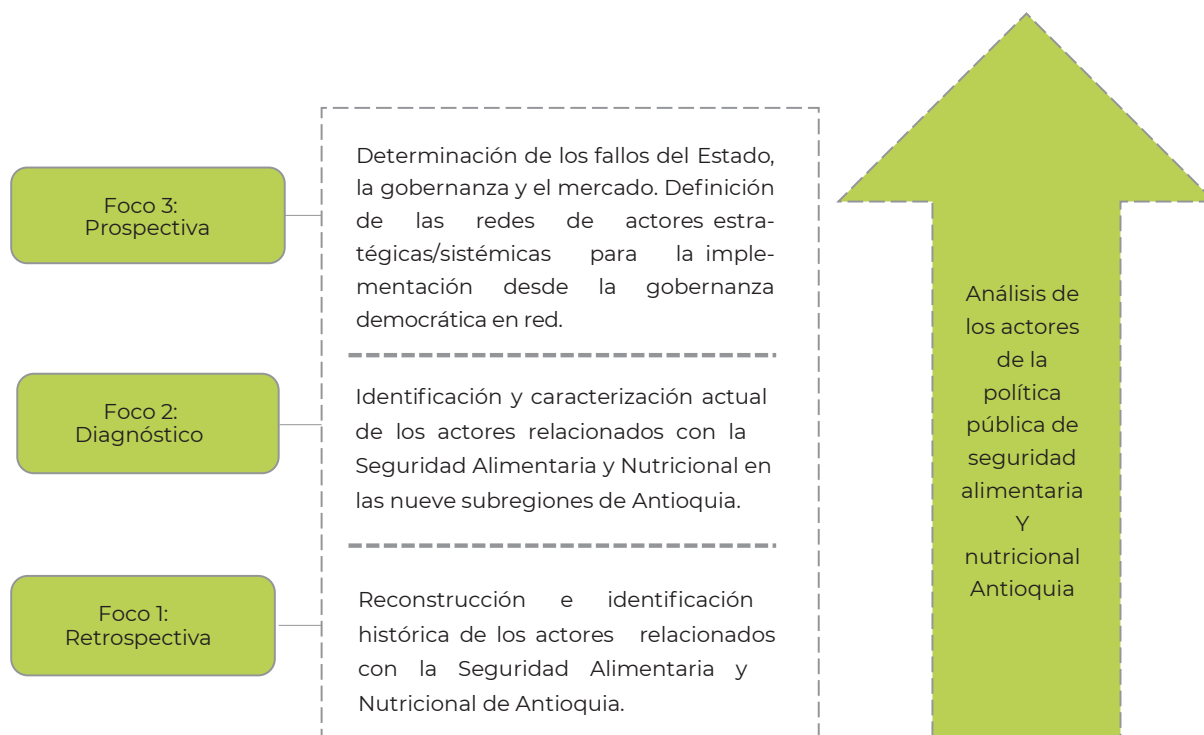 Foco 3:
Prospectiva
Determinación de los fallos del Estado,
la gobernanza y el mercado. Definición
de las redes de actores estra-
tégicas/sistémicas para la imple-
mentación desde la gobernanza
democrática en red.
Foco 2:
Diagnóstico
Identificación y caracterización actual
de los actores relacionados con la
Seguridad Alimentaria y Nutricional en
las nueve subregiones de Antioquia.
Foco 1:
Retrospectiva
Reconstrucción e identificación
histórica de los actores relacionados
con la Seguridad Alimentaria y
Nutricional de Antioquia.
Análisis de
los actores
de la
política
pública de
seguridad
alimentaria
Y
nutricional
Antioquia